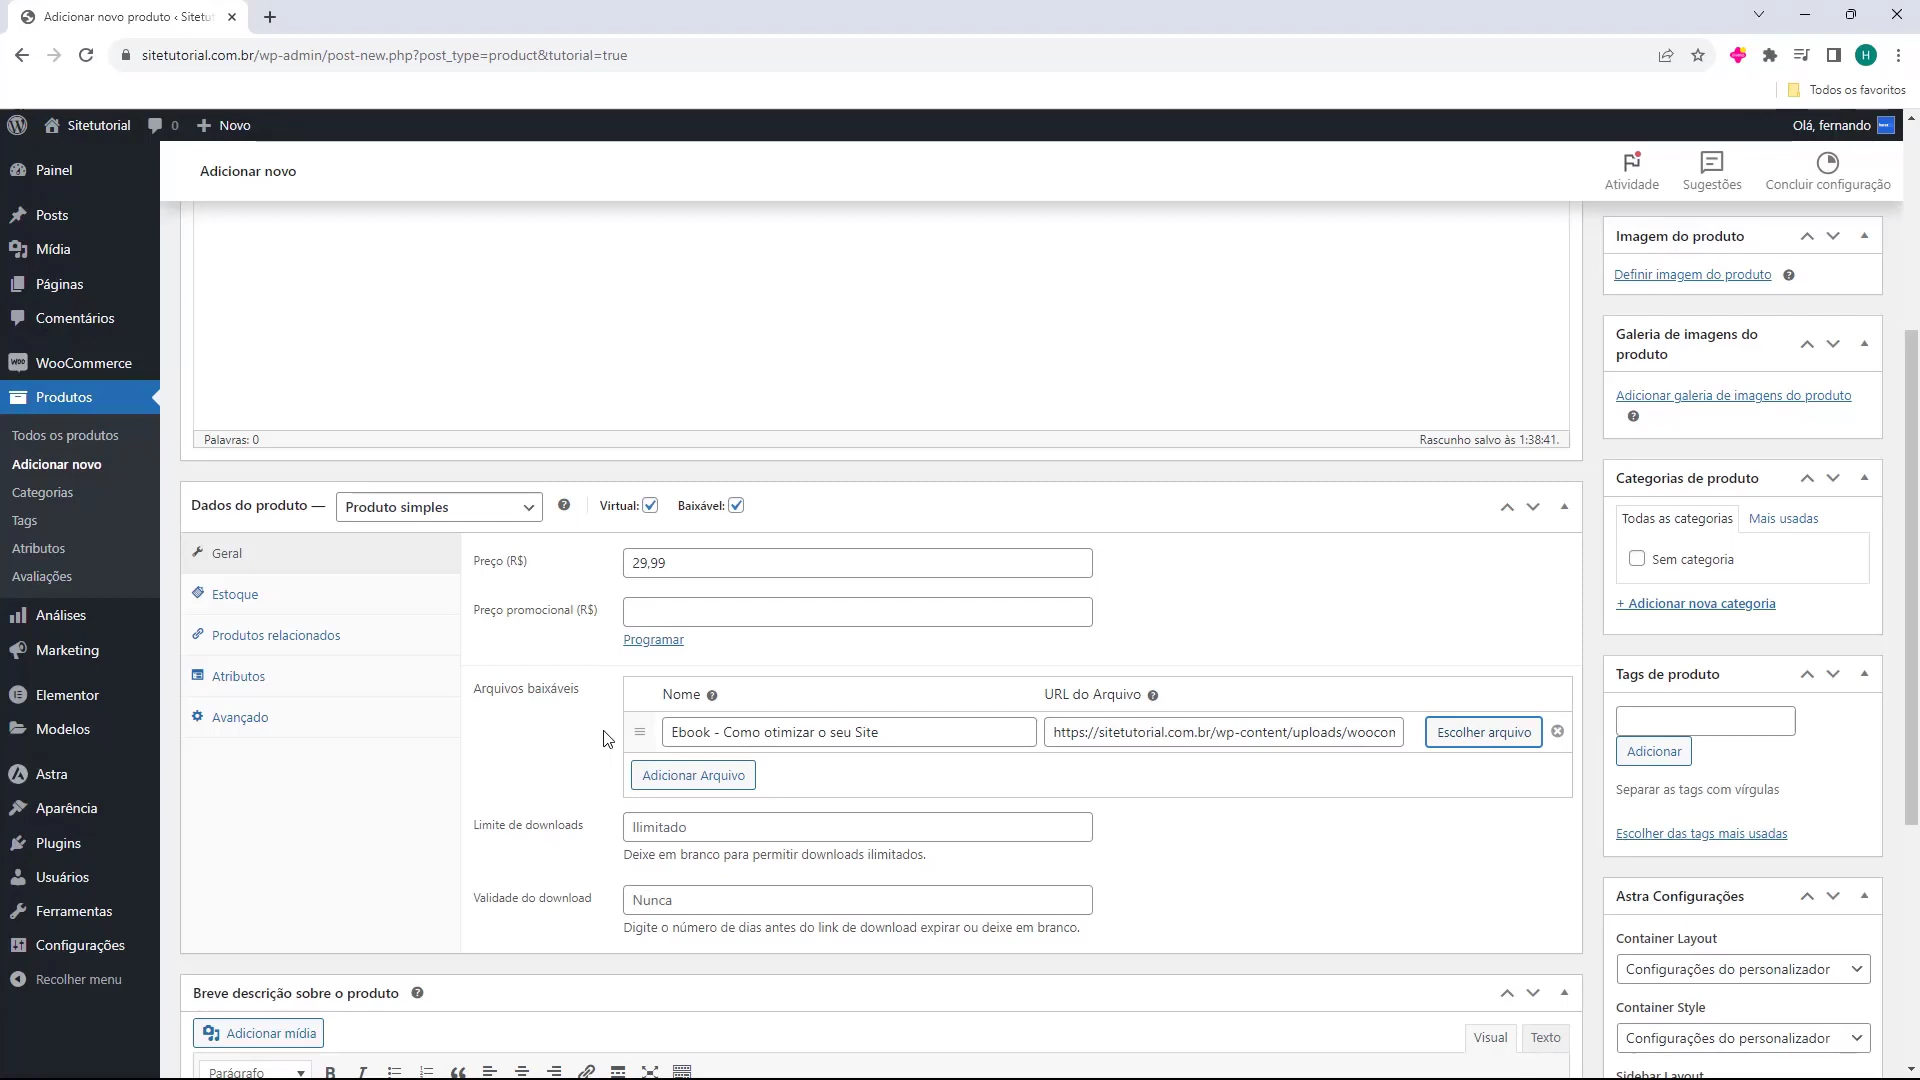 Adicionar novo produto ‹ Sitetut
sitetutorial.com.br/wp-admin/post-new.php?post_type=product&tutorial=true
H
Todos os favoritos
Sitetutorial
0
Novo
Olá, fernando
Painel
Posts
Mídia
Páginas
Comentários
WooCommerce
Produtos
Todos os produtos
Adicionar novo
Categorias
Tags
Atributos
Avaliações
Análises
Marketing
Elementor
Modelos
Astra
Aparência
Plugins
Usuários
Ferramentas
Configurações
Recolher menu
Adicionar novo
Atividade
Sugestões
Concluir configuração
Palavras: 0
Rascunho salvo às 1:38:41.
Dados do produto —
Produto simples
Virtual:
Baixável:
Geral
Estoque
Produtos relacionados
Atributos
Avançado
Preço (R$)
29,99
Preço promocional (R$)
Programar
Arquivos baixáveis
Nome
URL do Arquivo
Ebook - Como otimizar o seu Site
https://sitetutorial.com.br/wp-content/uploads/woocon
Escolher arquivo
Adicionar Arquivo
Limite de downloads
Ilimitado
Deixe em branco para permitir downloads ilimitados.
Validade do download
Nunca
Digite o número de dias antes do link de download expirar ou deixe em branco.
Breve descrição sobre o produto
Adicionar mídia
Visual
Texto
Parágrafo
B
I
Imagem do produto
Definir imagem do produto
Galeria de imagens do
produto
Adicionar galeria de imagens do produto
Categorias de produto
Todas as categorias
Mais usadas
Sem categoria
+ Adicionar nova categoria
Tags de produto
Adicionar
Separar as tags com vírgulas
Escolher das tags mais usadas
Astra Configurações
Container Layout
Configurações do personalizador
Container Style
Configurações do personalizador
Sidebar Layout